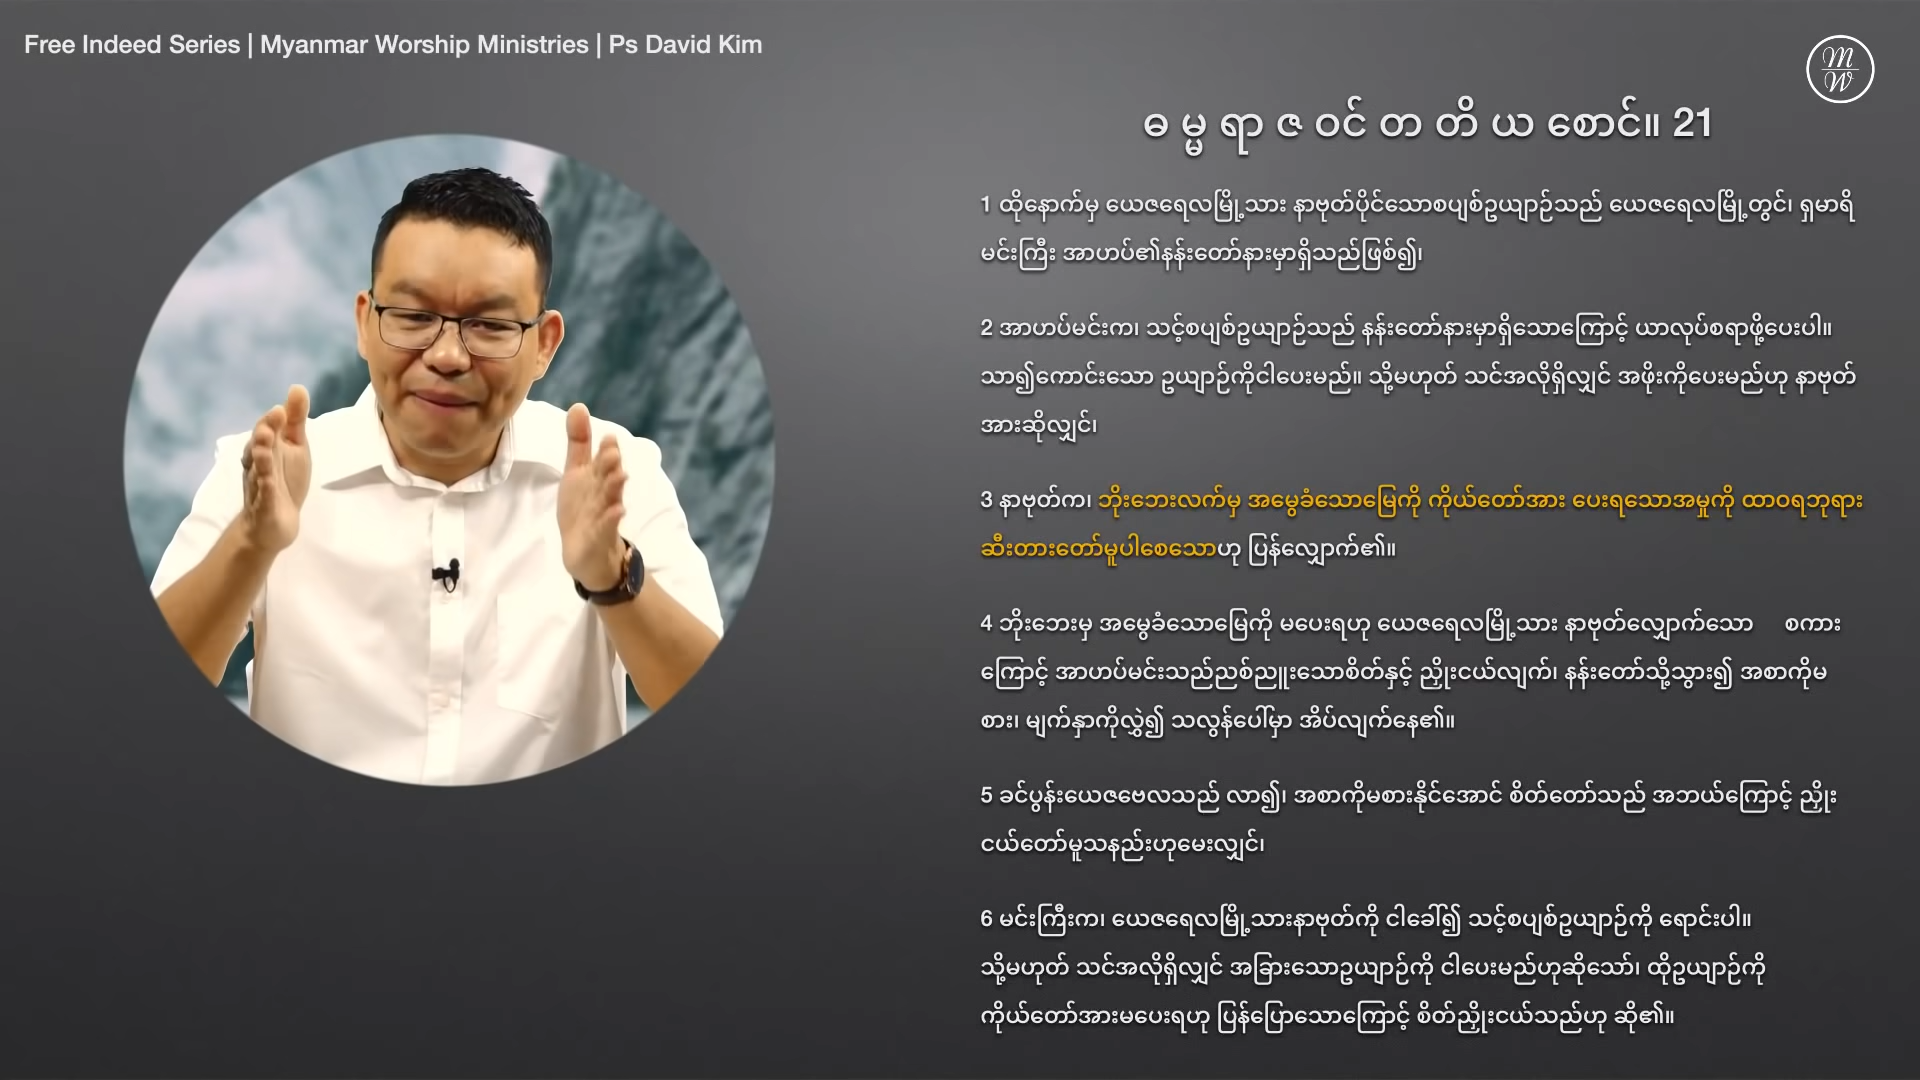 Free Indeed Series | Myanmar Worship Ministries | Ps David Kim
M
W
ဓ မ္မ ရာ ဇ ဝင် တ တိ ယ စောင်။ 21
1 ထိုနောက်မှ ယေဇရေလမြို့သား နာဗုတ်ပိုင်သောစပျစ်ဥယျာဉ်သည် ယေဇရေလမြို့တွင်၊ ရှမာရိ
မင်းကြီး အာဟပ်၏နန်းတော်နားမှာရှိသည်ဖြစ်၍၊
2 အာဟပ်မင်းက၊ သင့်စပျစ်ဥယျာဉ်သည် နန်းတော်နားမှာရှိသောကြောင့် ယာလုပ်စရာဖို့ပေးပါ။
သာ၍ကောင်းသော ဥယျာဉ်ကိုငါပေးမည်။ သို့မဟုတ် သင်အလိုရှိလျှင် အဖိုးကိုပေးမည်ဟု နာဗုတ်
အားဆိုလျှင်၊
3 နာဗုတ်က၊ ဘိုးဘေးလက်မှ အမွေခံသောမြေကို ကိုယ်တော်အား ပေးရသောအမှုကို ထာဝရဘုရား
ဆီးတားတော်မူပါစေသောဟု ပြန်လျှောက်၏။
4 ဘိုးဘေးမှ အမွေခံသောမြေကို မပေးရဟု ယေဇရေလမြို့သား နာဗုတ်လျှောက်သော စကား
ကြောင့် အာဟပ်မင်းသည်ညစ်ညူးသောစိတ်နှင့် ညှိုးငယ်လျက်၊ နန်းတော်သို့သွား၍ အစာကိုမ
စား၊ မျက်နှာကိုလွှဲ၍ သလွန်ပေါ်မှာ အိပ်လျက်နေ၏။
5 ခင်ပွန်းယေဇဗေလသည် လာ၍၊ အစာကိုမစားနိုင်အောင် စိတ်တော်သည် အဘယ်ကြောင့် ညှိုး
ငယ်တော်မူသနည်းဟုမေးလျှင်၊
6 မင်းကြီးက၊ ယေဇရေလမြို့သားနာဗုတ်ကို ငါခေါ်၍ သင့်စပျစ်ဥယျာဉ်ကို ရောင်းပါ။
သို့မဟုတ် သင်အလိုရှိလျှင် အခြားသောဥယျာဉ်ကို ငါပေးမည်ဟုဆိုသော်၊ ထိုဥယျာဉ်ကို
ကိုယ်တော်အားမပေးရဟု ပြန်ပြောသောကြောင့် စိတ်ညှိုးငယ်သည်ဟု ဆို၏။